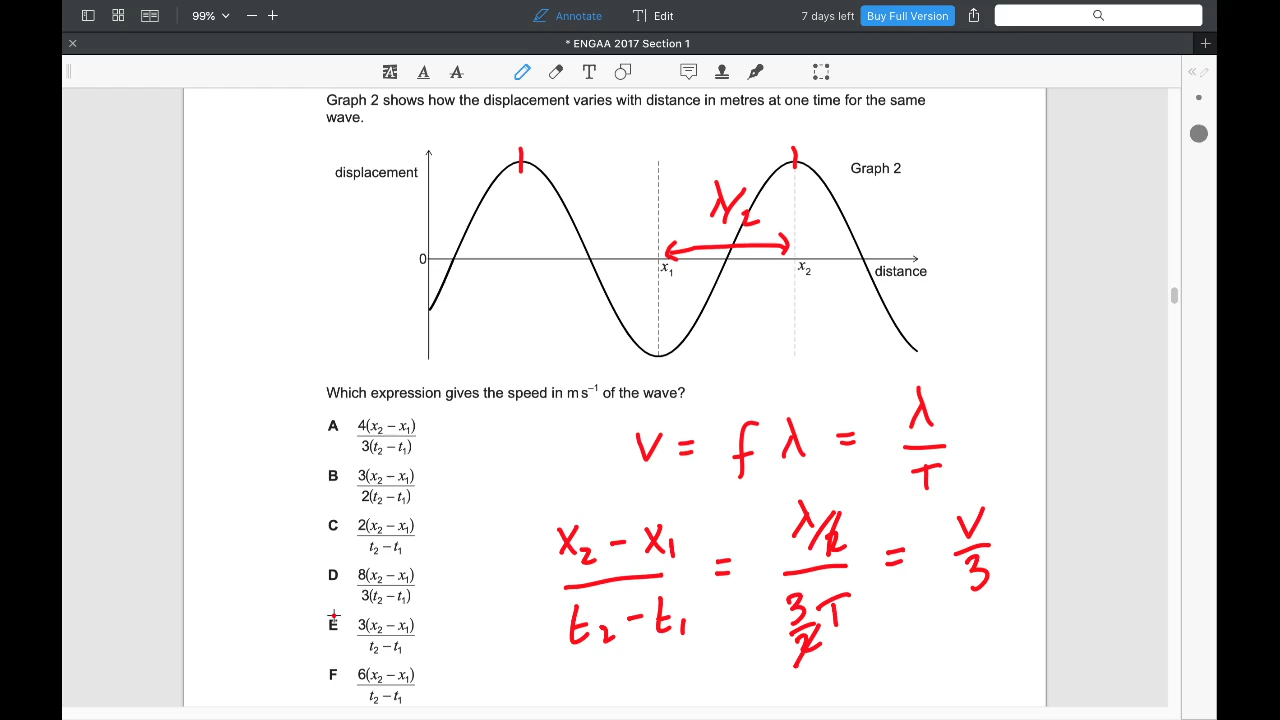 99% Annotate Edit 7 days left Buy Full Version
* ENGAA 2017 Section 1
Graph 2 shows how the displacement varies with distance in metres at one time for the same
wave.
displacement
Graph 2
λ/2
0
x₁
x₂
distance
Which expression gives the speed in m s⁻¹ of the wave?
A 4(x₂ – x₁)
3(t₂ – t₁)
B 3(x₂ – x₁)
2(t₂ – t₁)
C 2(x₂ – x₁)
t₂ – t₁
D 8(x₂ – x₁)
3(t₂ – t₁)
E 3(x₂ – x₁)
t₂ – t₁
F 6(x₂ – x₁)
t₂ – t₁
v = f λ = λ/T
x₂ – x₁ / t₂ – t₁ = λ/2 / 3/2 T = v/3